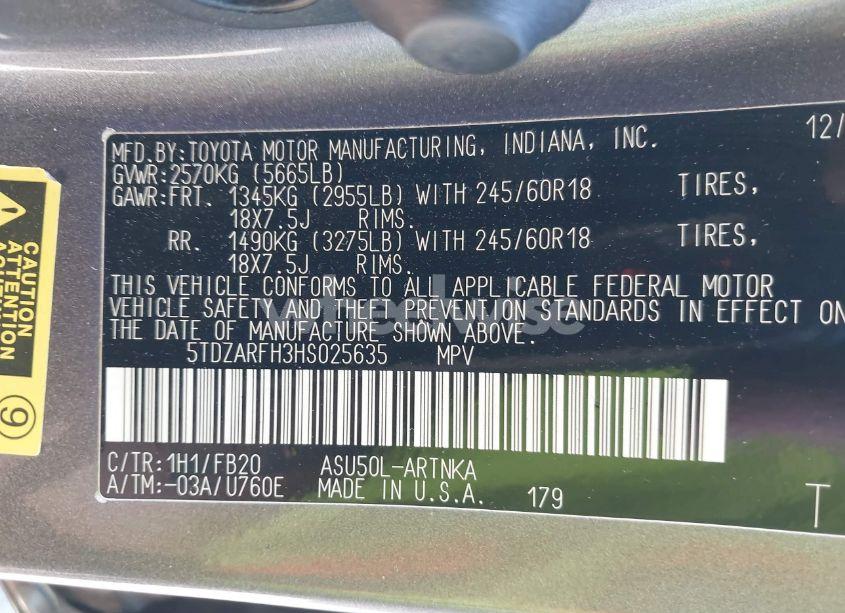 MFD.BY:TOYOTA MOTOR MANUFACTURING, INDIANA, INC. 12/
GVWR:2570KG (5665LB)
GAWR:FRT. 1345KG (2955LB) WITH 245/60R18 TIRES,
18X7.5J RIMS.
RR. 1490KG (3275LB) WITH 245/60R18 TIRES,
18X7.5J RIMS.
THIS VEHICLE CONFORMS TO ALL APPLICABLE FEDERAL MOTOR
VEHICLE SAFETY AND THEFT PREVENTION STANDARDS IN EFFECT ON
THE DATE OF MANUFACTURE SHOWN ABOVE.
5TDZARFH3HS025635 MPV
C/TR:1H1/FB20 ASU50L-ARTNKA
A/TM:-03A/U760E MADE IN U.S.A. 179 T
CAUTION
ATTENTION
9
wheelwise